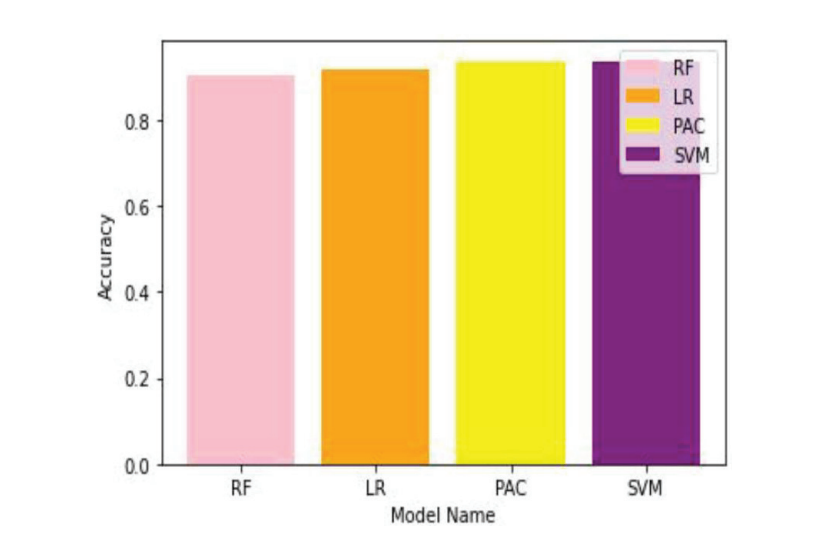 RF
LR
PAC
SVM
0.8
0.6
0.4
0.2
0.0
Accuracy
RF LR PAC SVM
Model Name